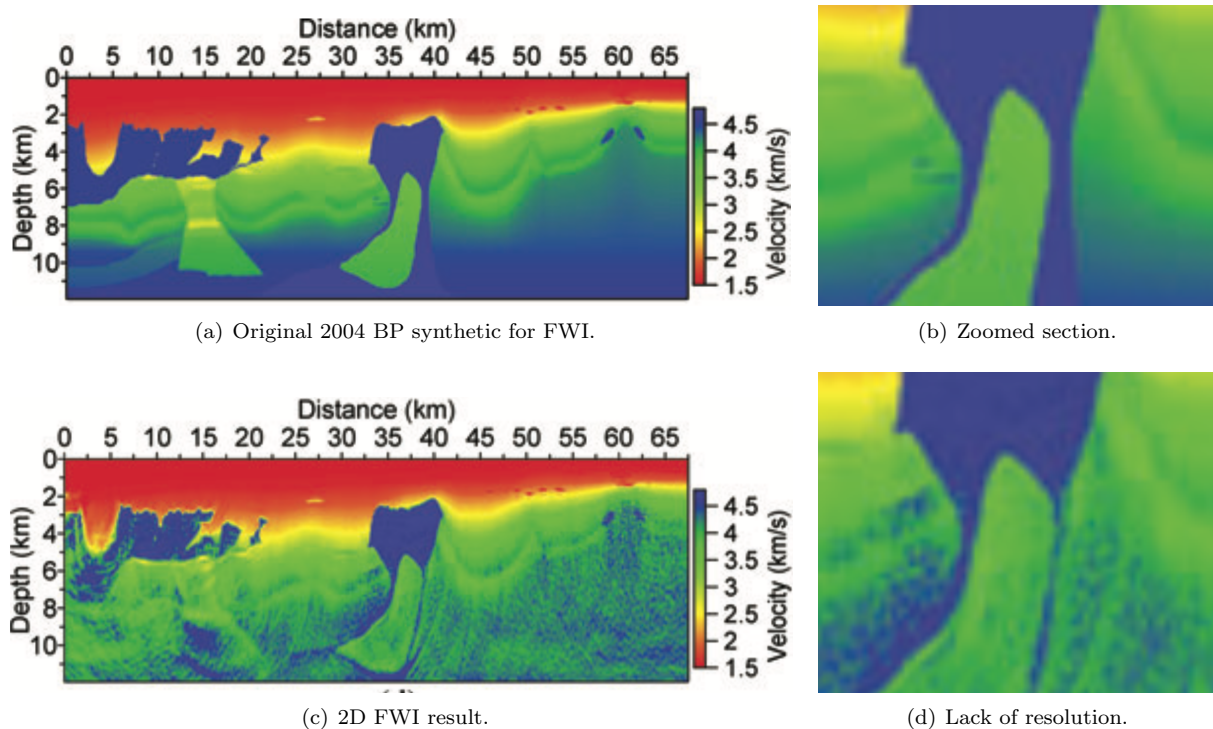 Distance (km)
0 5 10 15 20 25 30 35 40 45 50 55 60 65
Depth (km)
0
2
4
6
8
10
4.5
4
3.5
3
2.5
2
1.5
Velocity (km/s)
(a) Original 2004 BP synthetic for FWI.
(b) Zoomed section.
Distance (km)
0 5 10 15 20 25 30 35 40 45 50 55 60 65
Depth (km)
0
2
4
6
8
10
4.5
4
3.5
3
2.5
2
1.5
Velocity (km/s)
(c) 2D FWI result.
(d) Lack of resolution.